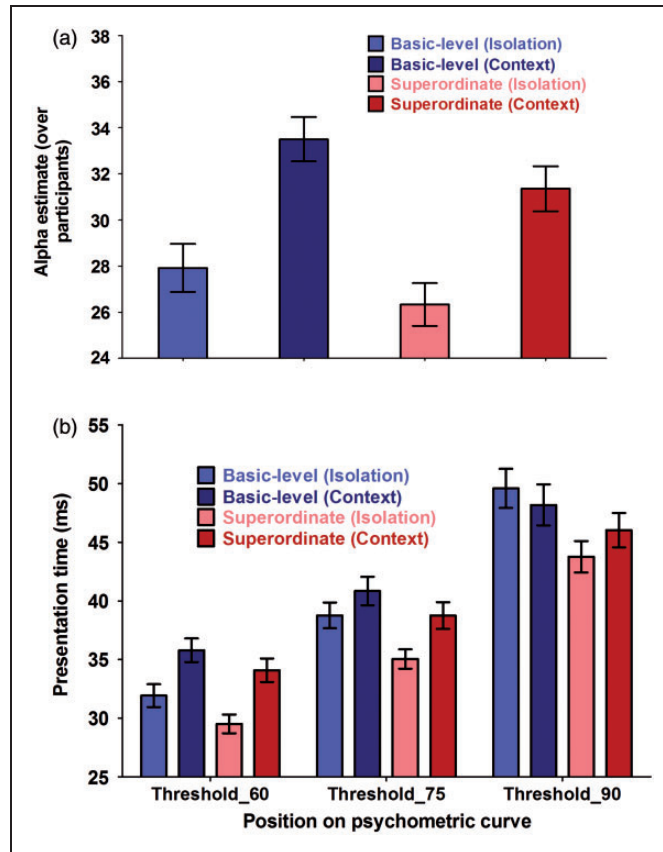 (a)
38
36
34
32
30
28
26
24
Alpha estimate (over
participants)
Basic-level (Isolation)
Basic-level (Context)
Superordinate (Isolation)
Superordinate (Context)
(b)
55
50
45
40
35
30
25
Presentation time (ms)
Basic-level (Isolation)
Basic-level (Context)
Superordinate (Isolation)
Superordinate (Context)
Threshold_60 Threshold_75 Threshold_90
Position on psychometric curve